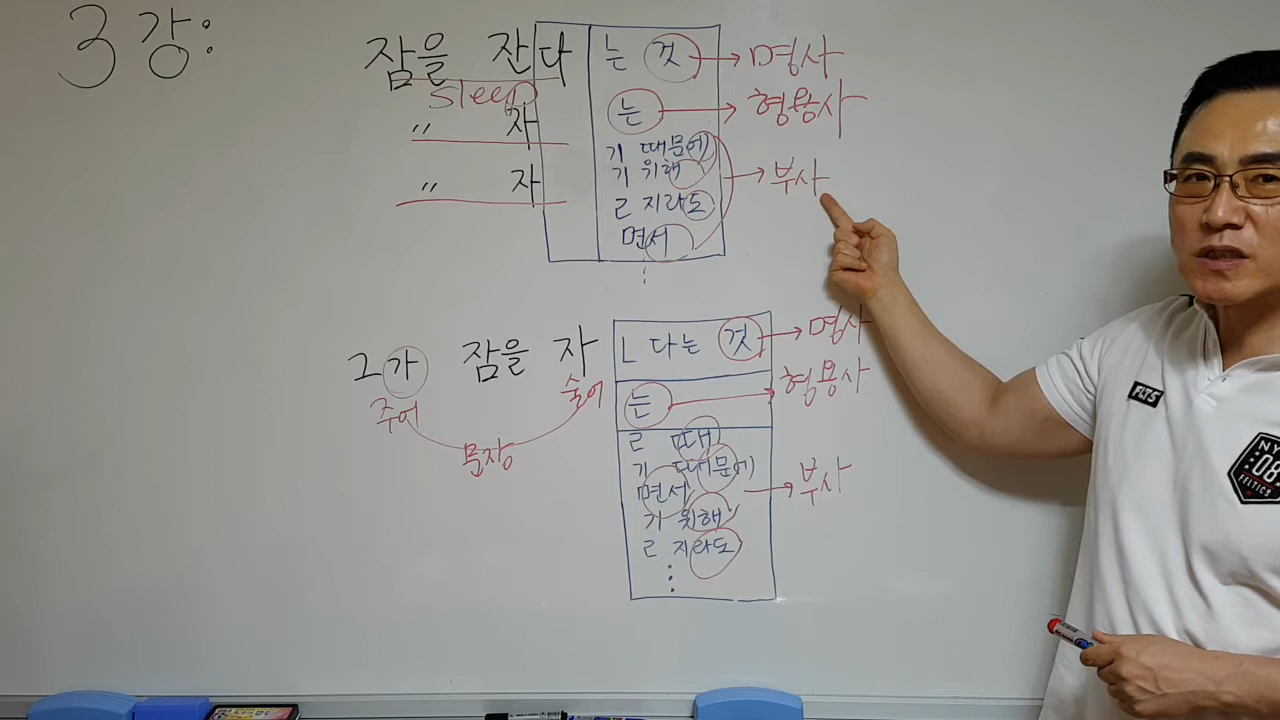 3강:
잠을 잔다 는 것 → 명사
sleep
는 → 형용사
〃 자
기 때문에
기 위해 → 부사
〃 자
ㄹ 지라도
면서
⋮
그가 잠을 자 ㄴ 다는 것 → 명사
주어 술어
는 → 형용사
문장
ㄹ 때
기 때문에
면서 → 부사
기 위해
ㄹ 지라도
⋮
FLTS
NY
08
FELTICS